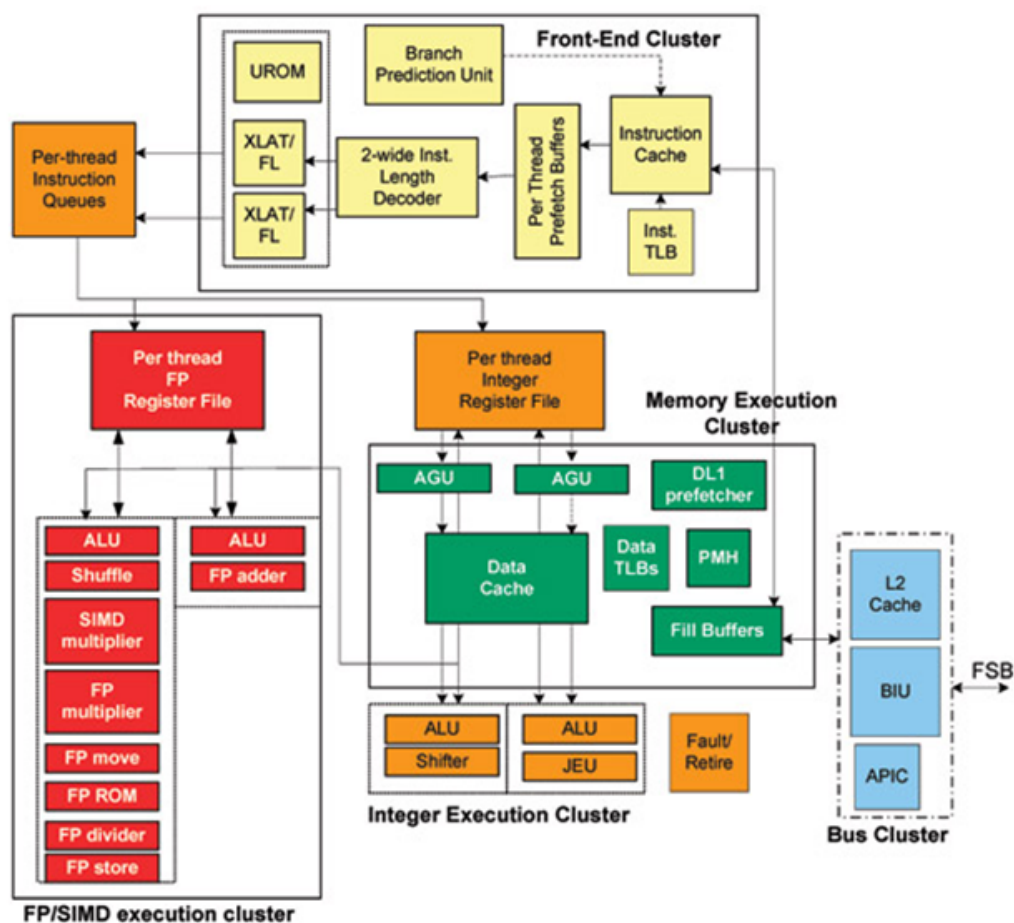 Front-End Cluster
UROM
Branch
Prediction Unit
XLAT/
FL
XLAT/
FL
2-wide Inst.
Length
Decoder
Per Thread
Prefetch Buffers
Instruction
Cache
Inst.
TLB
Per-thread
Instruction
Queues
Per thread
FP
Register File
Per thread
Integer
Register File
Memory Execution
Cluster
AGU
AGU
DL1
prefetcher
Data
Cache
Data
TLBs
PMH
Fill Buffers
ALU
Shuffle
SIMD
multiplier
FP
multiplier
FP move
FP ROM
FP divider
FP store
ALU
FP adder
ALU
Shifter
ALU
JEU
Fault/
Retire
Integer Execution Cluster
L2
Cache
BIU
APIC
FSB
Bus Cluster
FP/SIMD execution cluster